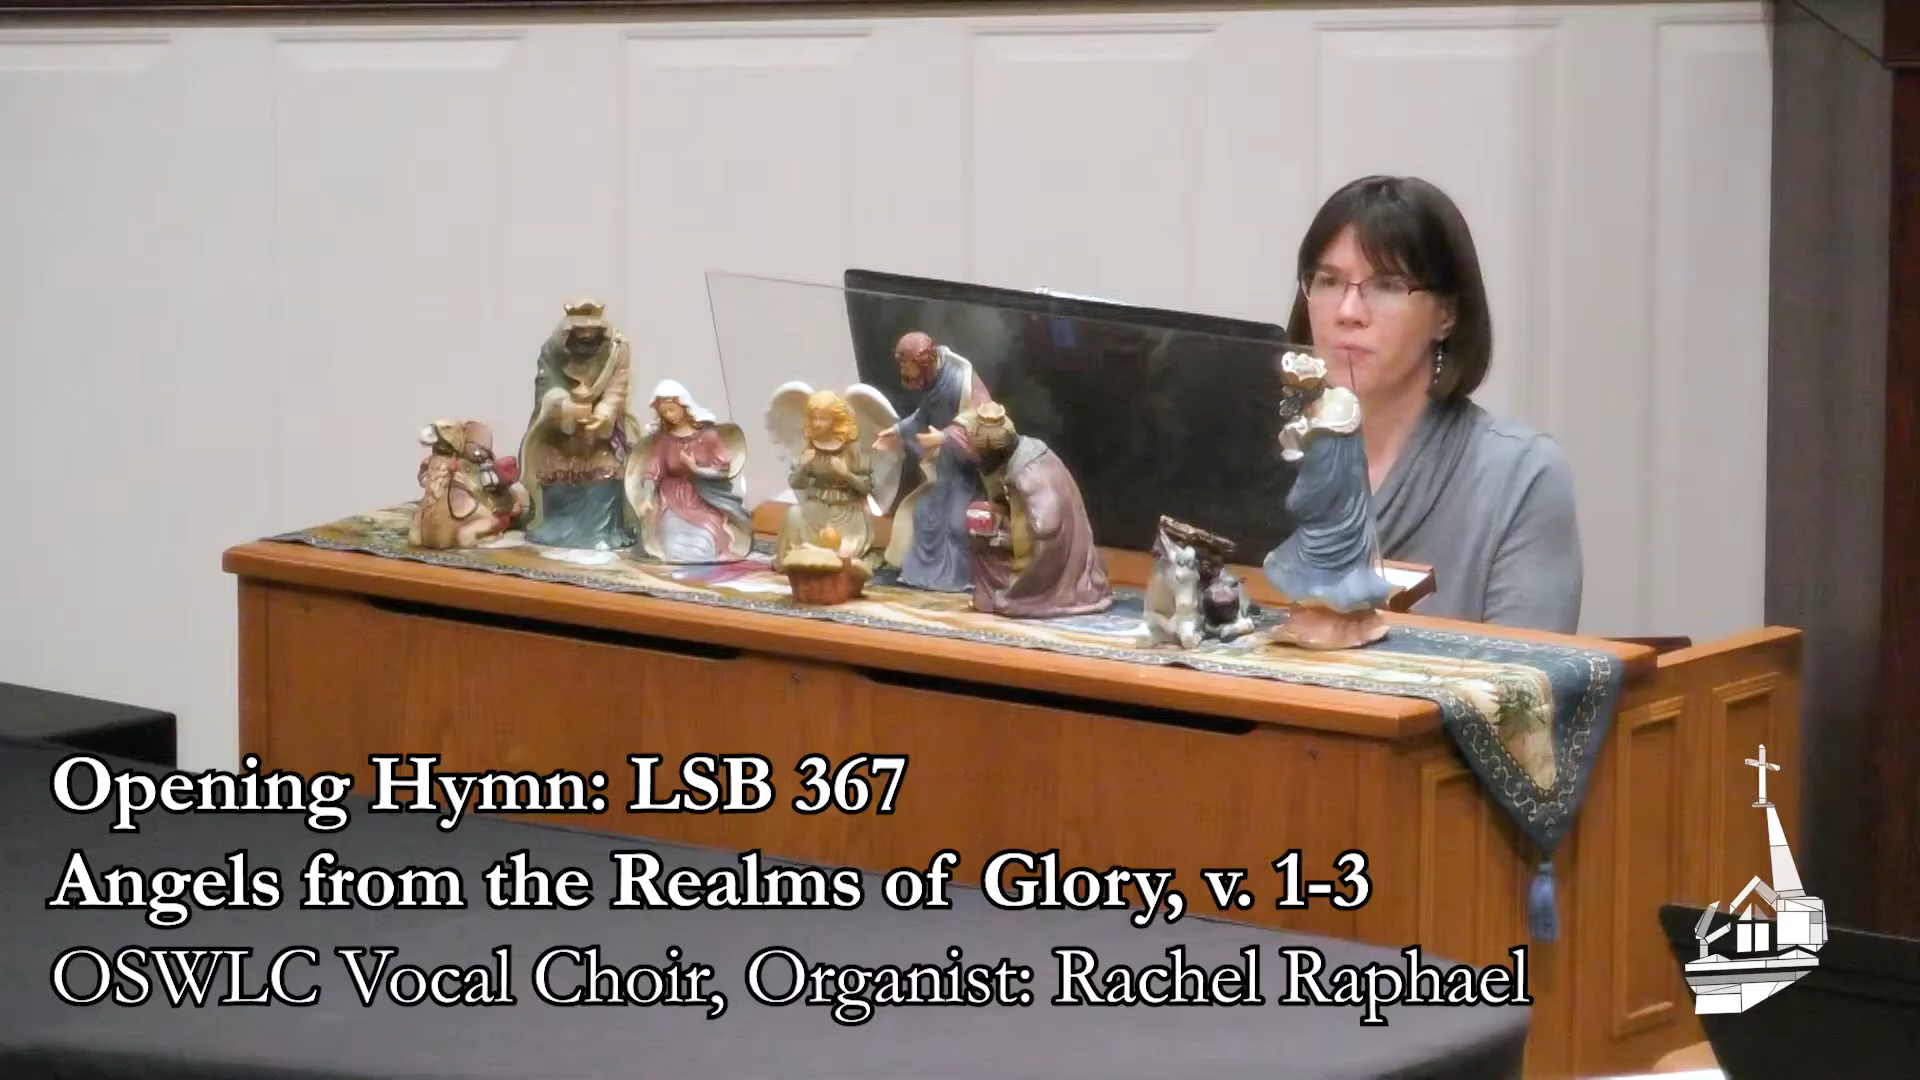 Opening Hymn: LSB 367
Angels from the Realms of Glory, v. 1-3
OSWLC Vocal Choir, Organist: Rachel Raphael